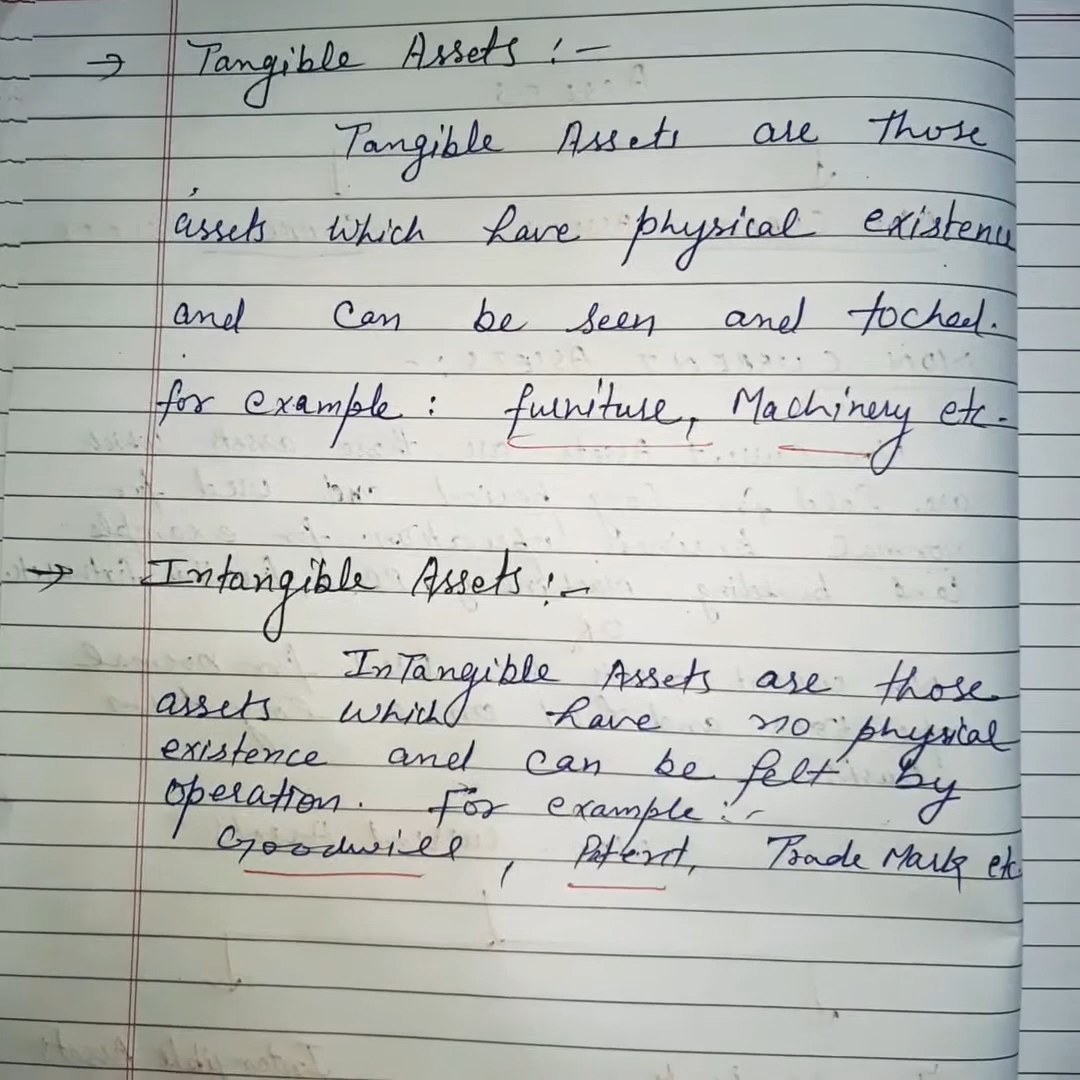 → Tangible Assets :-
Tangible Assets are those
assets which have physical existence
and can be seen and toched.
for example : furniture, Machinery etc.
→ Intangible Assets :-
InTangible Assets are those
assets which have no physical
existence and can be felt by
operation. For example :-
Goodwill, Patient, Trade Mark etc